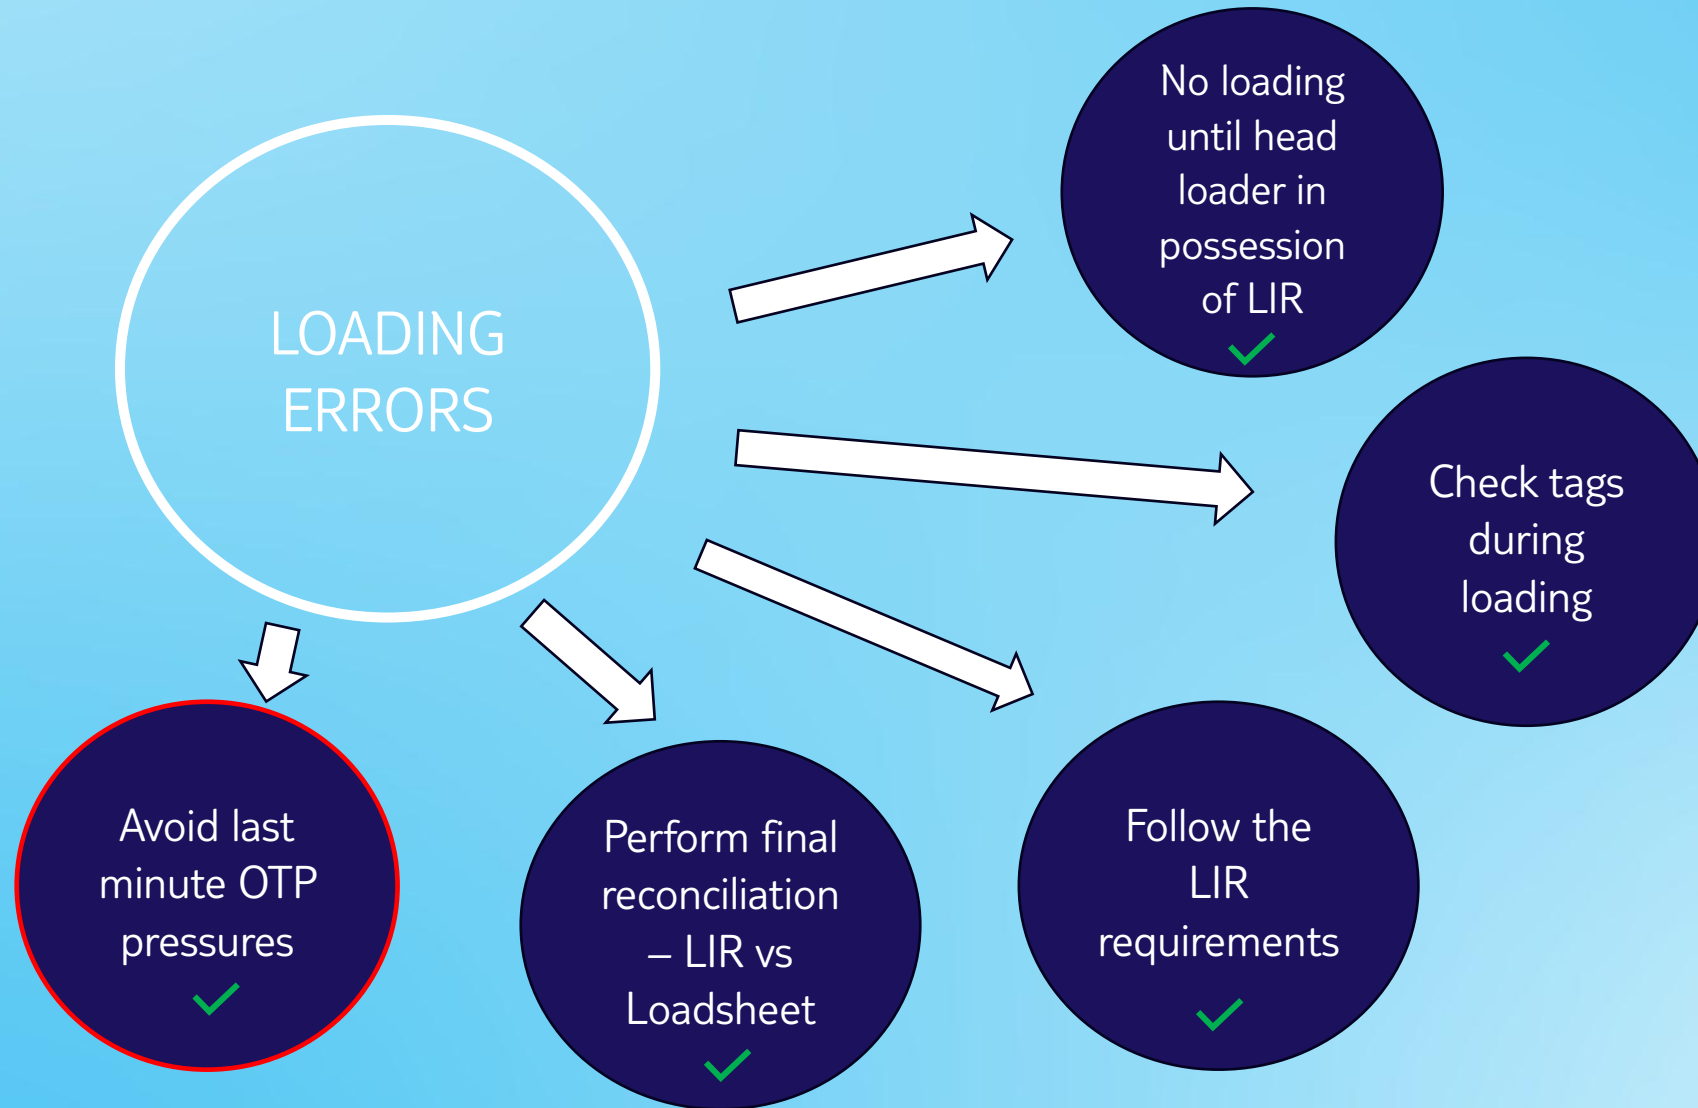 LOADING
ERRORS
No loading
until head
loader in
possession
of LIR
Check tags
during
loading
Follow the
LIR
requirements
Perform final
reconciliation
– LIR vs
Loadsheet
Avoid last
minute OTP
pressures